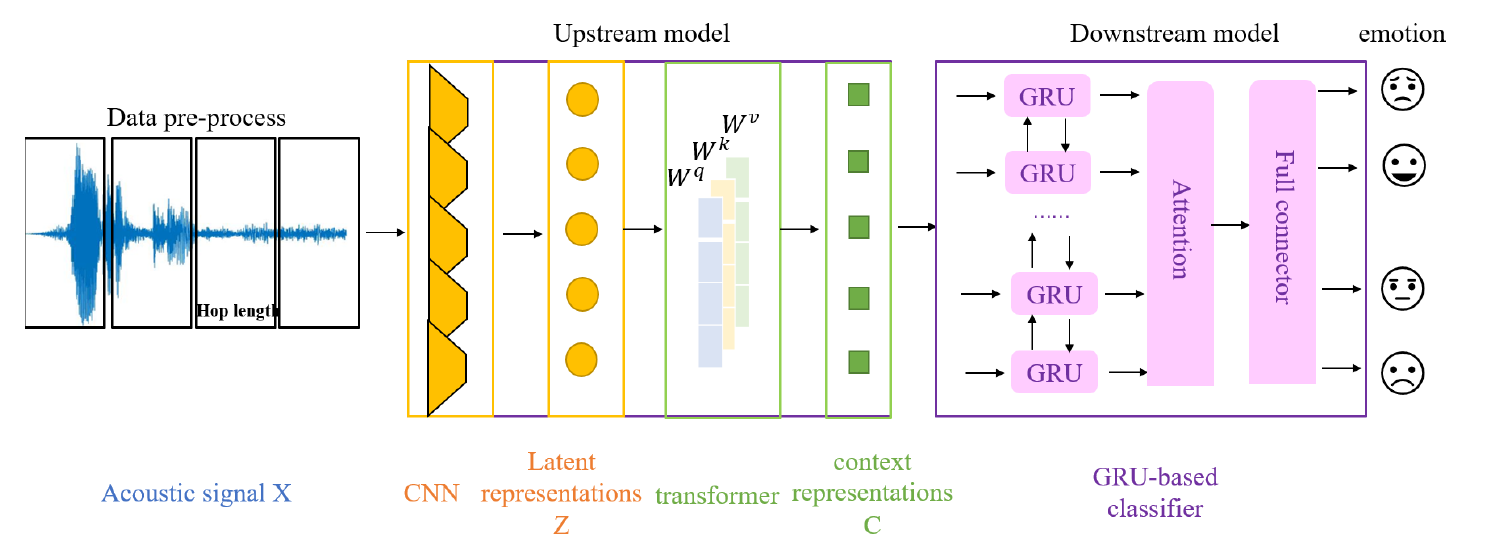 Upstream model
Downstream model
emotion
Data pre-process
Hop length
W^q
W^k
W^v
GRU
GRU
......
GRU
GRU
Attention
Full connector
Acoustic signal X
CNN
Latent
representations
Z
transformer
context
representations
C
GRU-based
classifier